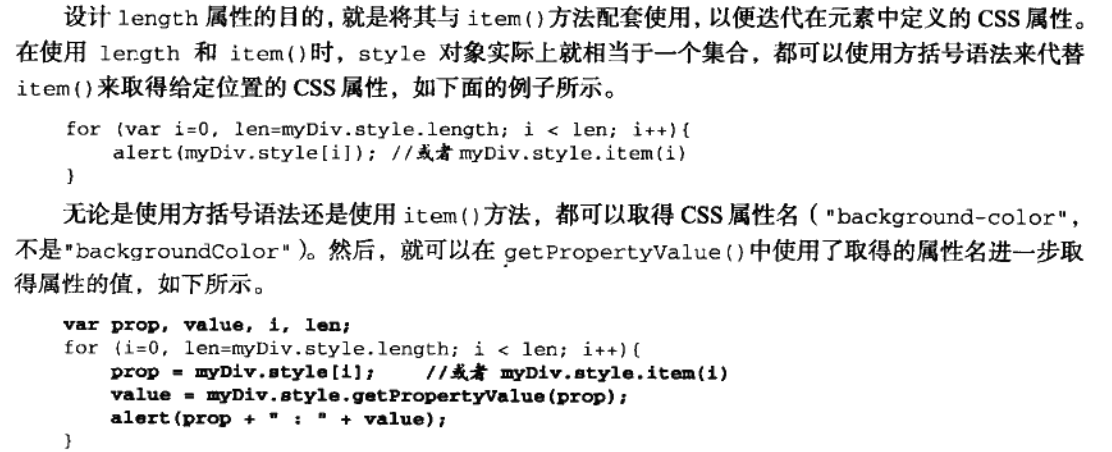 设计 length 属性的目的，就是将其与 item()方法配套使用，以便迭代在元素中定义的 CSS 属性。
在使用 length 和 item()时，style 对象实际上就相当于一个集合，都可以使用方括号语法来代替
item()来取得给定位置的 CSS 属性，如下面的例子所示。
for (var i=0, len=myDiv.style.length; i < len; i++){
    alert(myDiv.style[i]); //或者 myDiv.style.item(i)
}
无论是使用方括号语法还是使用 item()方法，都可以取得 CSS 属性名（"background-color"，
不是"backgroundColor"）。然后，就可以在 getPropertyValue()中使用了取得的属性名进一步取
得属性的值，如下所示。
var prop, value, i, len;
for (i=0, len=myDiv.style.length; i < len; i++){
    prop = myDiv.style[i];    //或者 myDiv.style.item(i)
    value = myDiv.style.getPropertyValue(prop);
    alert(prop + " : " + value);
}